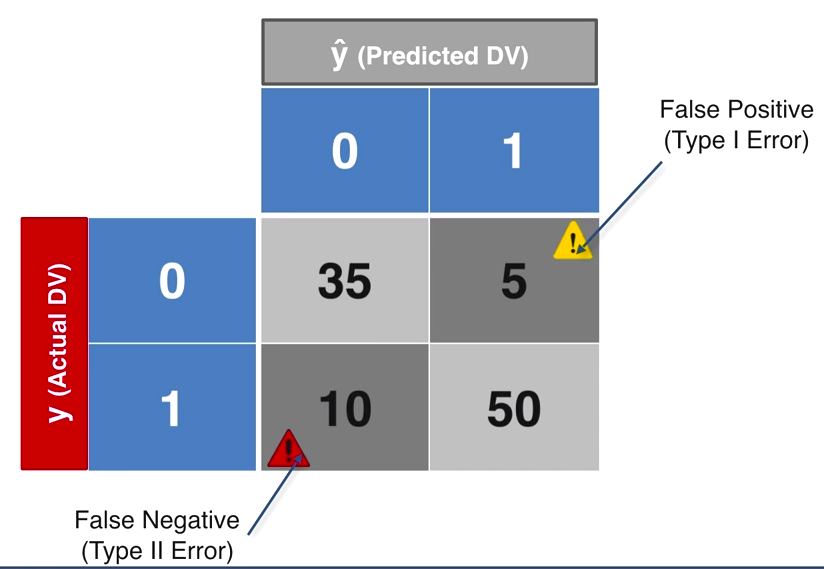 ŷ (Predicted DV)
False Positive
(Type I Error)
0 1
y (Actual DV)
0 35 5
1 10 50
False Negative
(Type II Error)